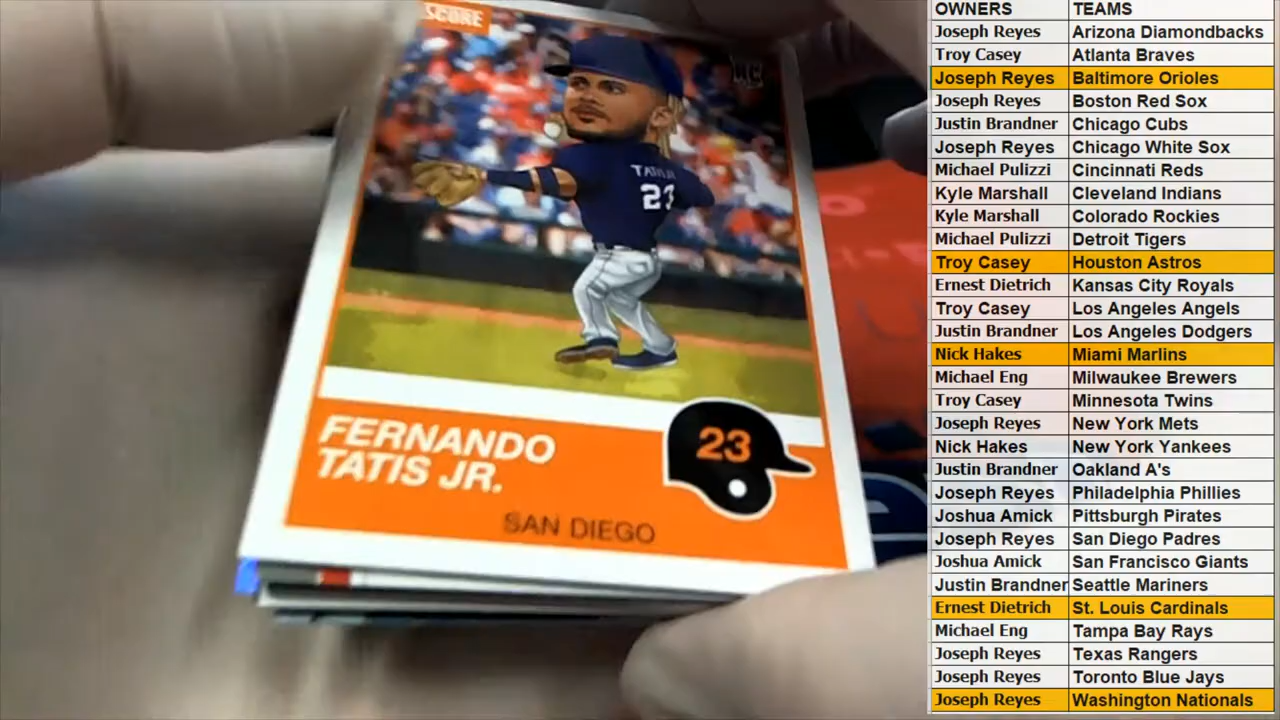 SCORE
RC
TATIS JR.
23
FERNANDO
TATIS JR.
23
SAN DIEGO
OWNERS TEAMS
Joseph Reyes Arizona Diamondbacks
Troy Casey Atlanta Braves
Joseph Reyes Baltimore Orioles
Joseph Reyes Boston Red Sox
Justin Brandner Chicago Cubs
Joseph Reyes Chicago White Sox
Michael Pulizzi Cincinnati Reds
Kyle Marshall Cleveland Indians
Kyle Marshall Colorado Rockies
Michael Pulizzi Detroit Tigers
Troy Casey Houston Astros
Ernest Dietrich Kansas City Royals
Troy Casey Los Angeles Angels
Justin Brandner Los Angeles Dodgers
Nick Hakes Miami Marlins
Michael Eng Milwaukee Brewers
Troy Casey Minnesota Twins
Joseph Reyes New York Mets
Nick Hakes New York Yankees
Justin Brandner Oakland A's
Joseph Reyes Philadelphia Phillies
Joshua Amick Pittsburgh Pirates
Joseph Reyes San Diego Padres
Joshua Amick San Francisco Giants
Justin Brandner Seattle Mariners
Ernest Dietrich St. Louis Cardinals
Michael Eng Tampa Bay Rays
Joseph Reyes Texas Rangers
Joseph Reyes Toronto Blue Jays
Joseph Reyes Washington Nationals